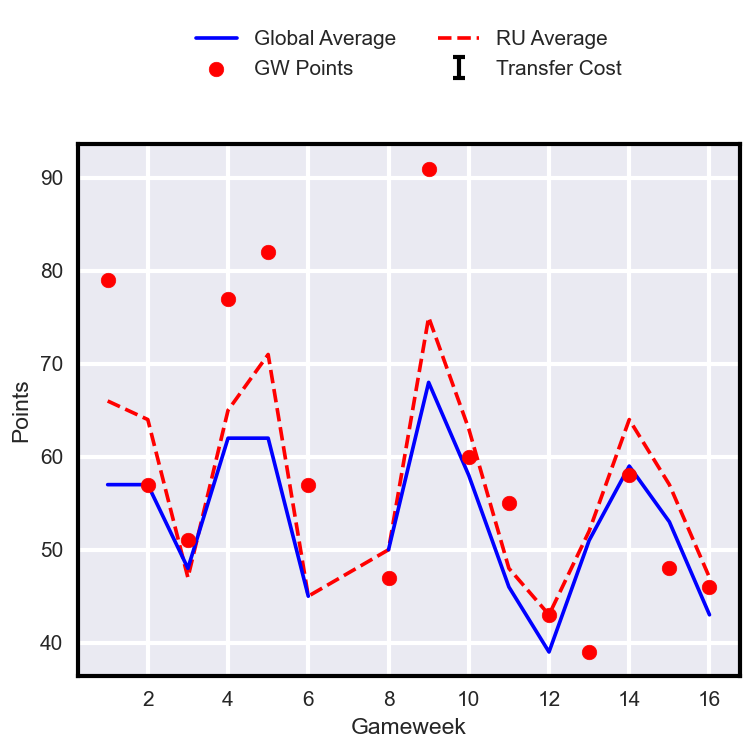 Global Average
RU Average
GW Points
Transfer Cost
90
80
70
60
50
40
Points
2 4 6 8 10 12 14 16
Gameweek